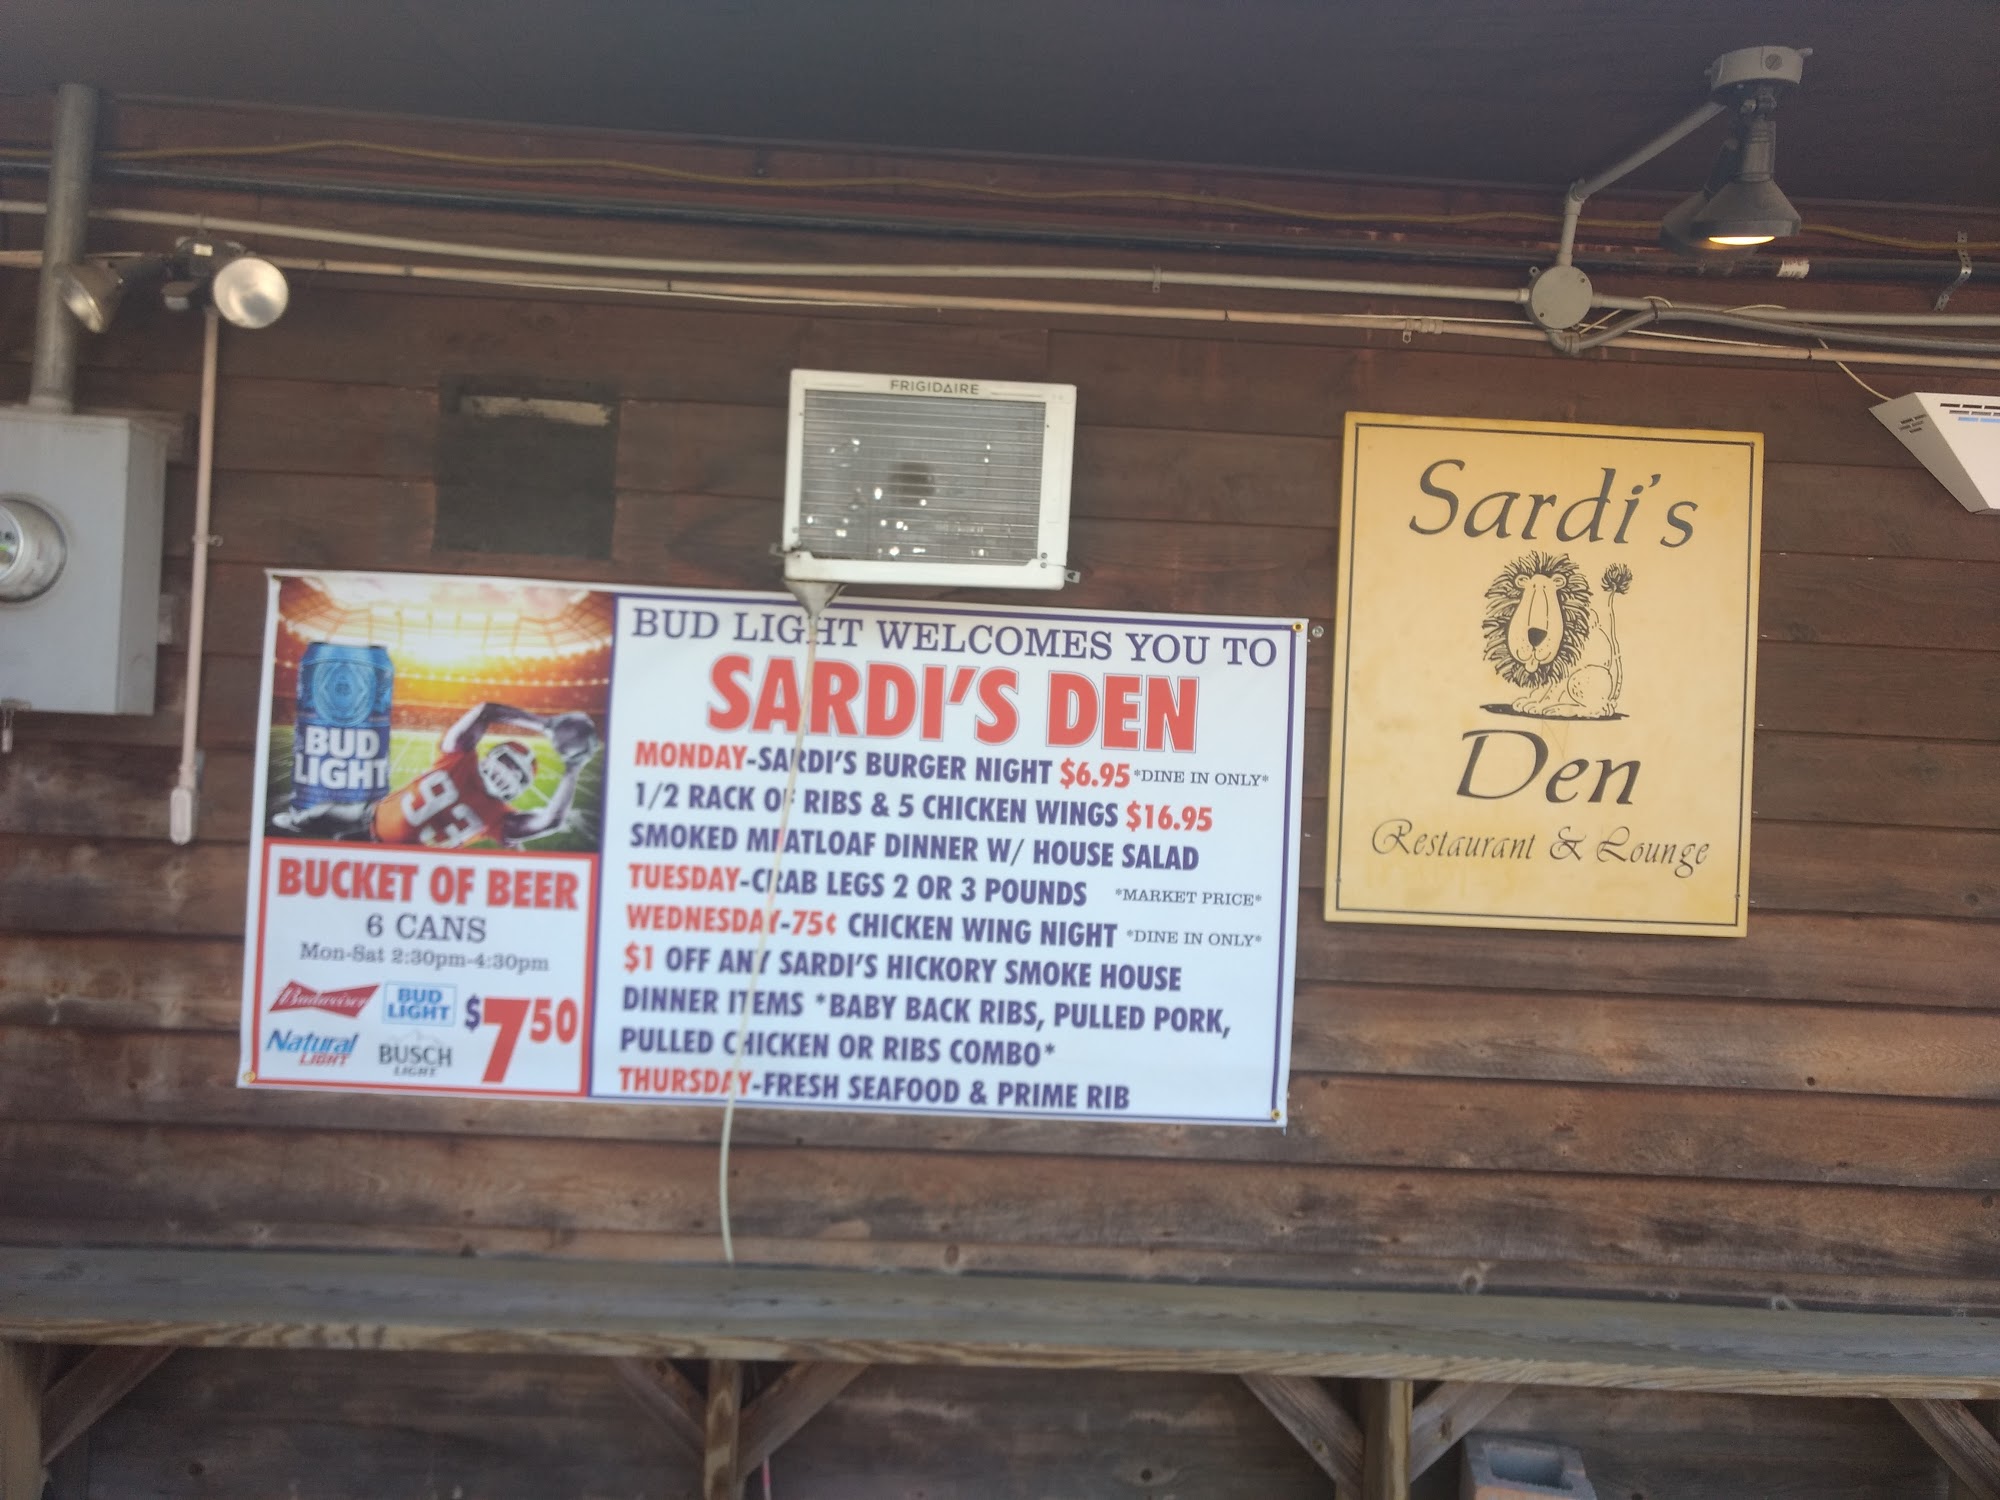 FRIGIDAIRE
BUD LIGHT WELCOMES YOU TO
SARDI'S DEN
MONDAY-SARDI'S BURGER NIGHT $6.95 *DINE IN ONLY*
1/2 RACK OF RIBS & 5 CHICKEN WINGS $16.95
SMOKED MEATLOAF DINNER W/ HOUSE SALAD
TUESDAY-CRAB LEGS 2 OR 3 POUNDS *MARKET PRICE*
WEDNESDAY-75¢ CHICKEN WING NIGHT *DINE IN ONLY*
$1 OFF ANY SARDI'S HICKORY SMOKE HOUSE
DINNER ITEMS *BABY BACK RIBS, PULLED PORK,
PULLED CHICKEN OR RIBS COMBO*
THURSDAY-FRESH SEAFOOD & PRIME RIB
BUD
LIGHT
93
BUCKET OF BEER
6 CANS
Mon-Sat 2:30pm-4:30pm
Budweiser
BUD
LIGHT
Natural
LIGHT
BUSCH
LIGHT
$7.50
Sardi's
Den
Restaurant & Lounge